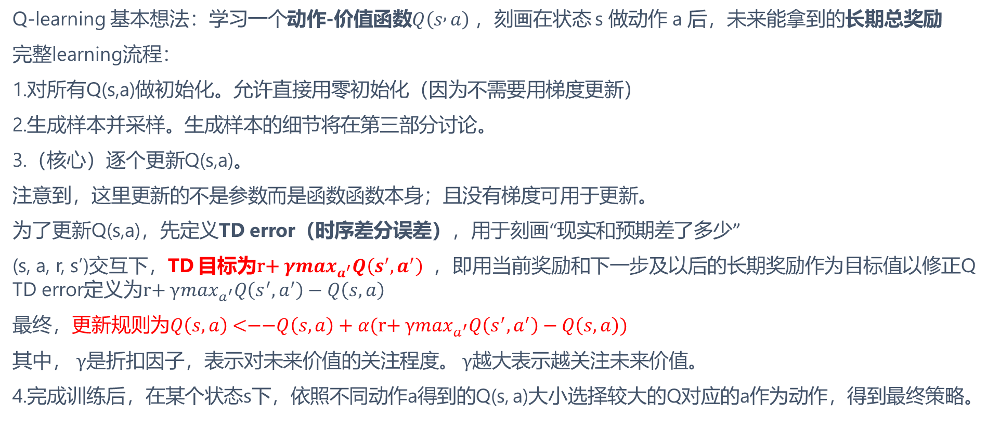 Q-learning 基本想法：学习一个动作-价值函数Q(s,a)，刻画在状态 s 做动作 a 后，未来能拿到的长期总奖励
完整learning流程：
1.对所有Q(s,a)做初始化。允许直接用零初始化（因为不需要用梯度更新）
2.生成样本并采样。生成样本的细节将在第三部分讨论。
3.（核心）逐个更新Q(s,a)。
注意到，这里更新的不是参数而是函数函数本身；且没有梯度可用于更新。
为了更新Q(s,a)，先定义TD error（时序差分误差），用于刻画“现实和预期差了多少”
(s, a, r, s’)交互下，TD 目标为r+ γmaxₐ′Q(s′,a′) ，即用当前奖励和下一步及以后的长期奖励作为目标值以修正Q
TD error定义为r+ γmaxₐ′Q(s′,a′) − Q(s,a)
最终，更新规则为Q(s,a) <−−Q(s,a) + α(r+ γmaxₐ′Q(s′,a′) − Q(s,a))
其中， γ是折扣因子，表示对未来价值的关注程度。 γ越大表示越关注未来价值。
4.完成训练后，在某个状态s下，依照不同动作a得到的Q(s, a)大小选择较大的Q对应的a作为动作，得到最终策略。